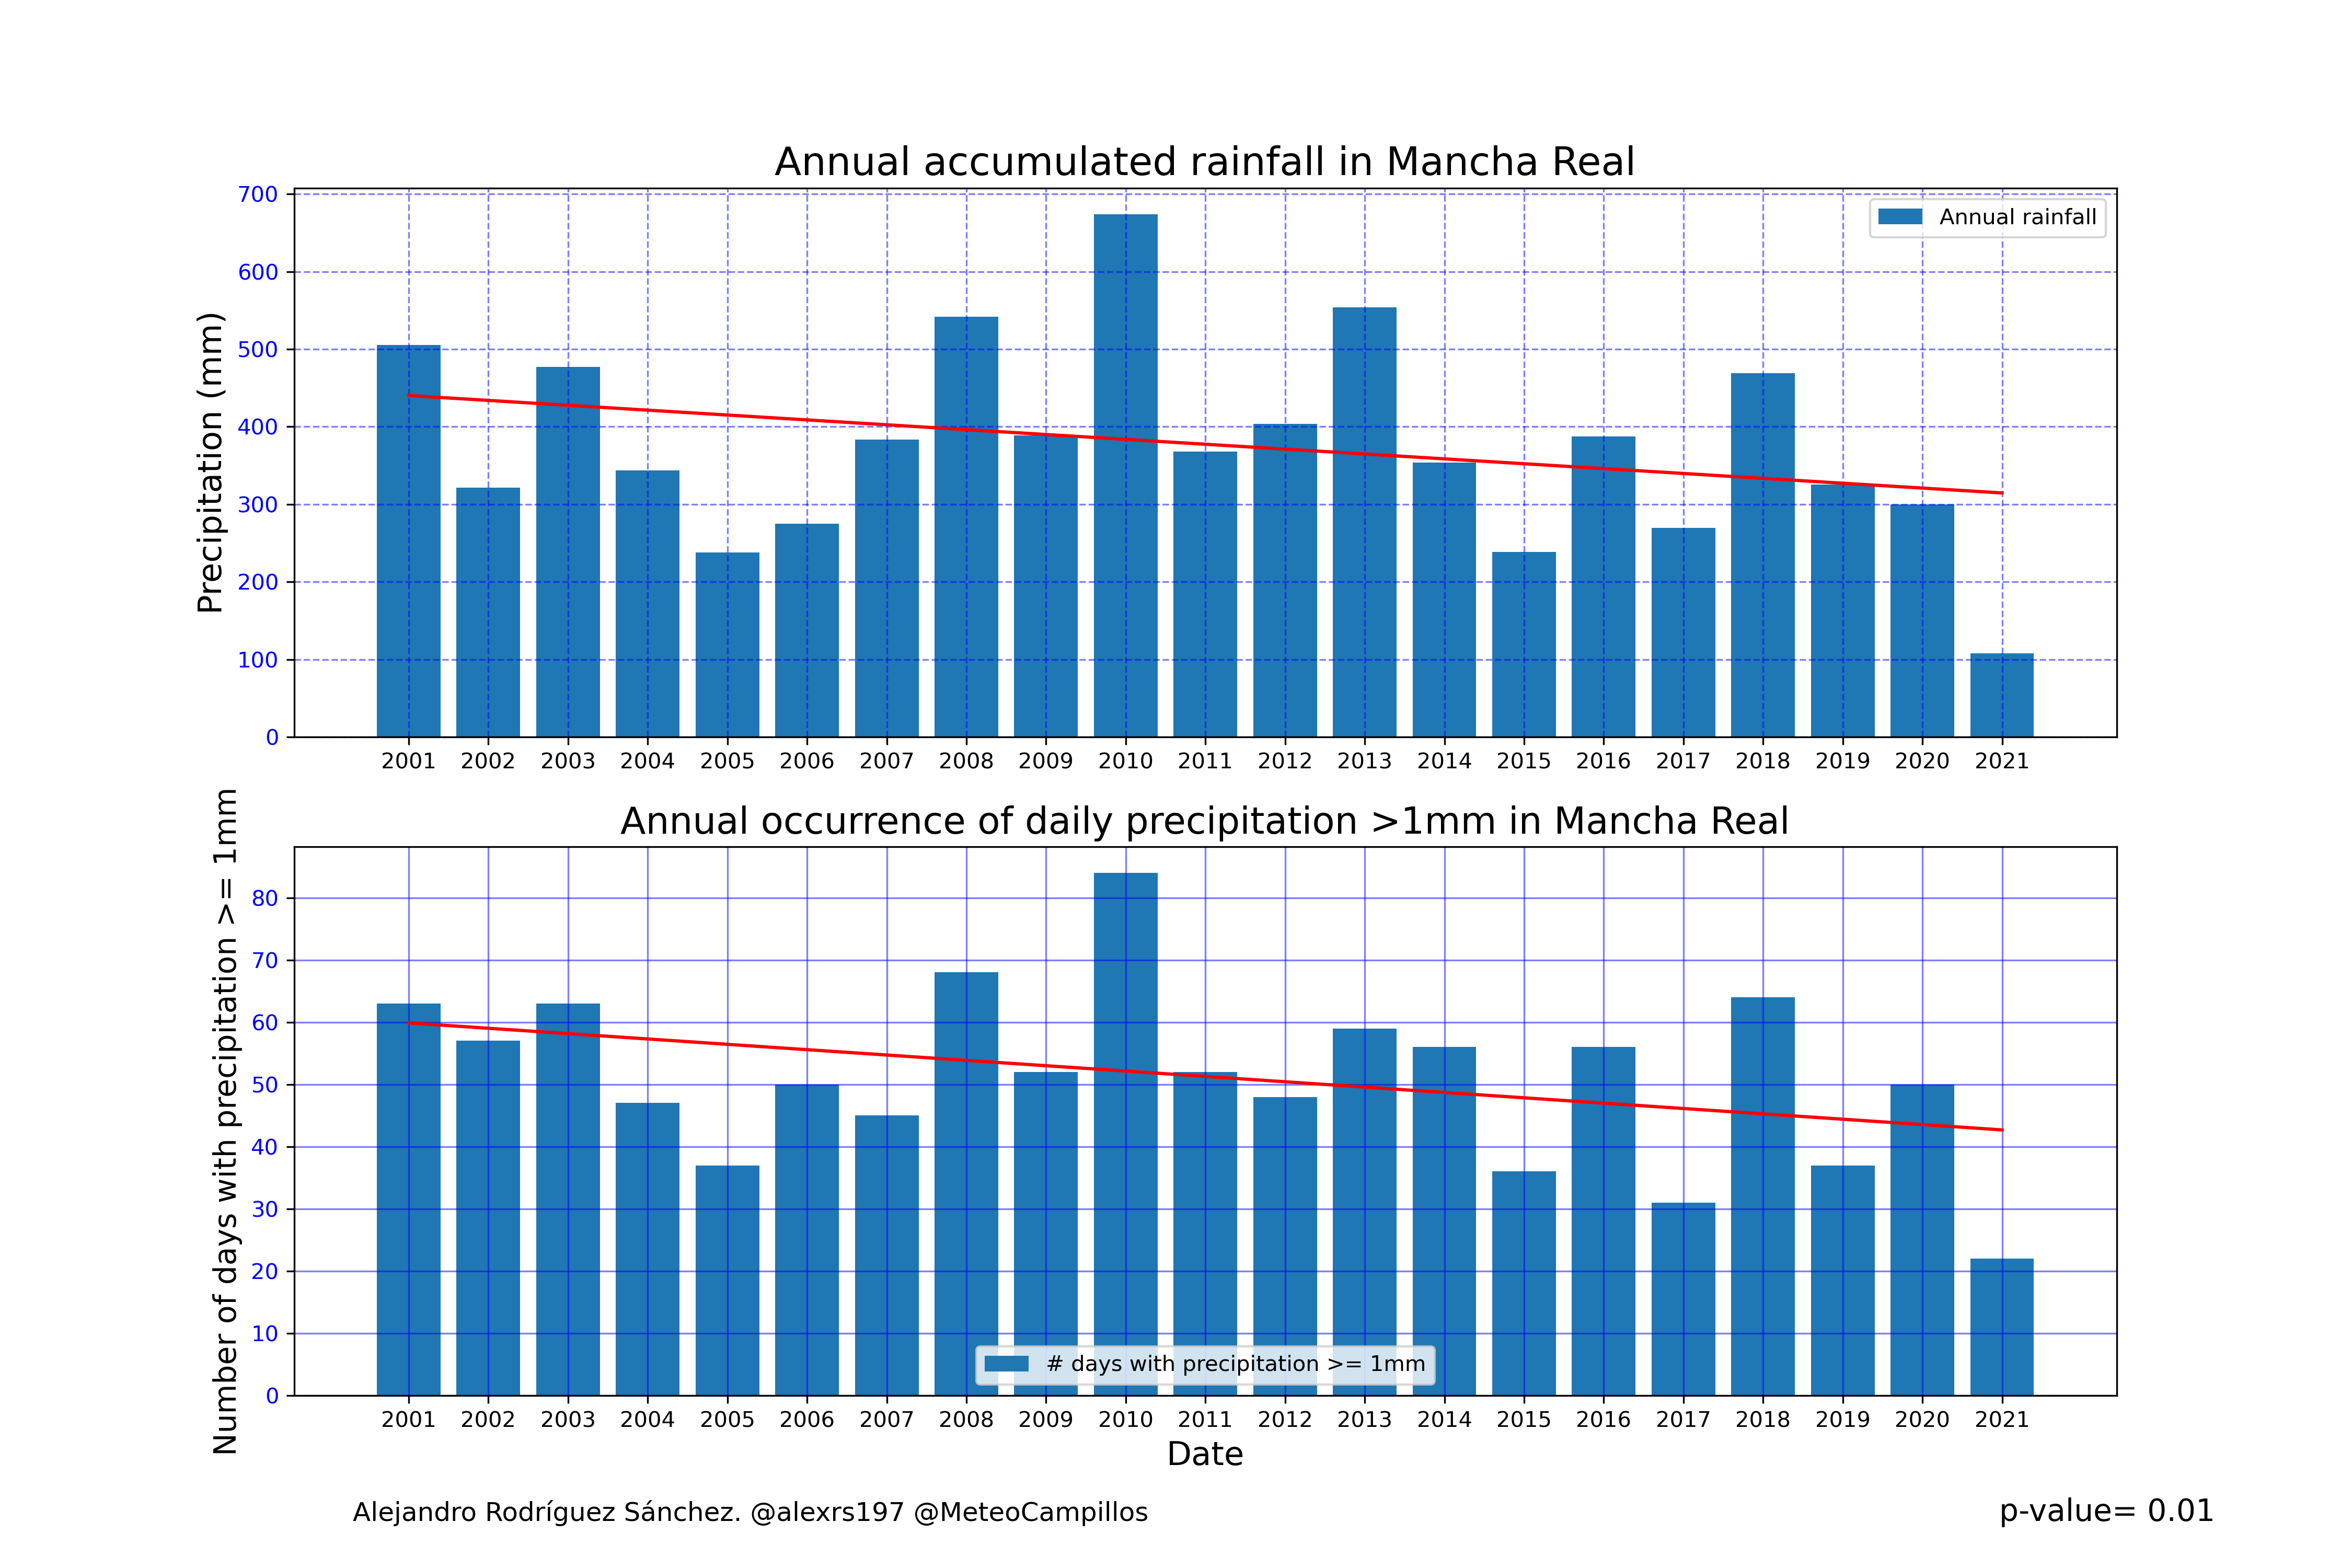 Annual accumulated rainfall in Mancha Real
Precipitation (mm)
700
600
500
400
300
200
100
0
Annual rainfall
2001 2002 2003 2004 2005 2006 2007 2008 2009 2010 2011 2012 2013 2014 2015 2016 2017 2018 2019 2020 2021
Annual occurrence of daily precipitation >1mm in Mancha Real
Number of days with precipitation >= 1mm
80
70
60
50
40
30
20
10
0
# days with precipitation >= 1mm
2001 2002 2003 2004 2005 2006 2007 2008 2009 2010 2011 2012 2013 2014 2015 2016 2017 2018 2019 2020 2021
Date
Alejandro Rodríguez Sánchez. @alexrs197 @MeteoCampillos
p-value= 0.01